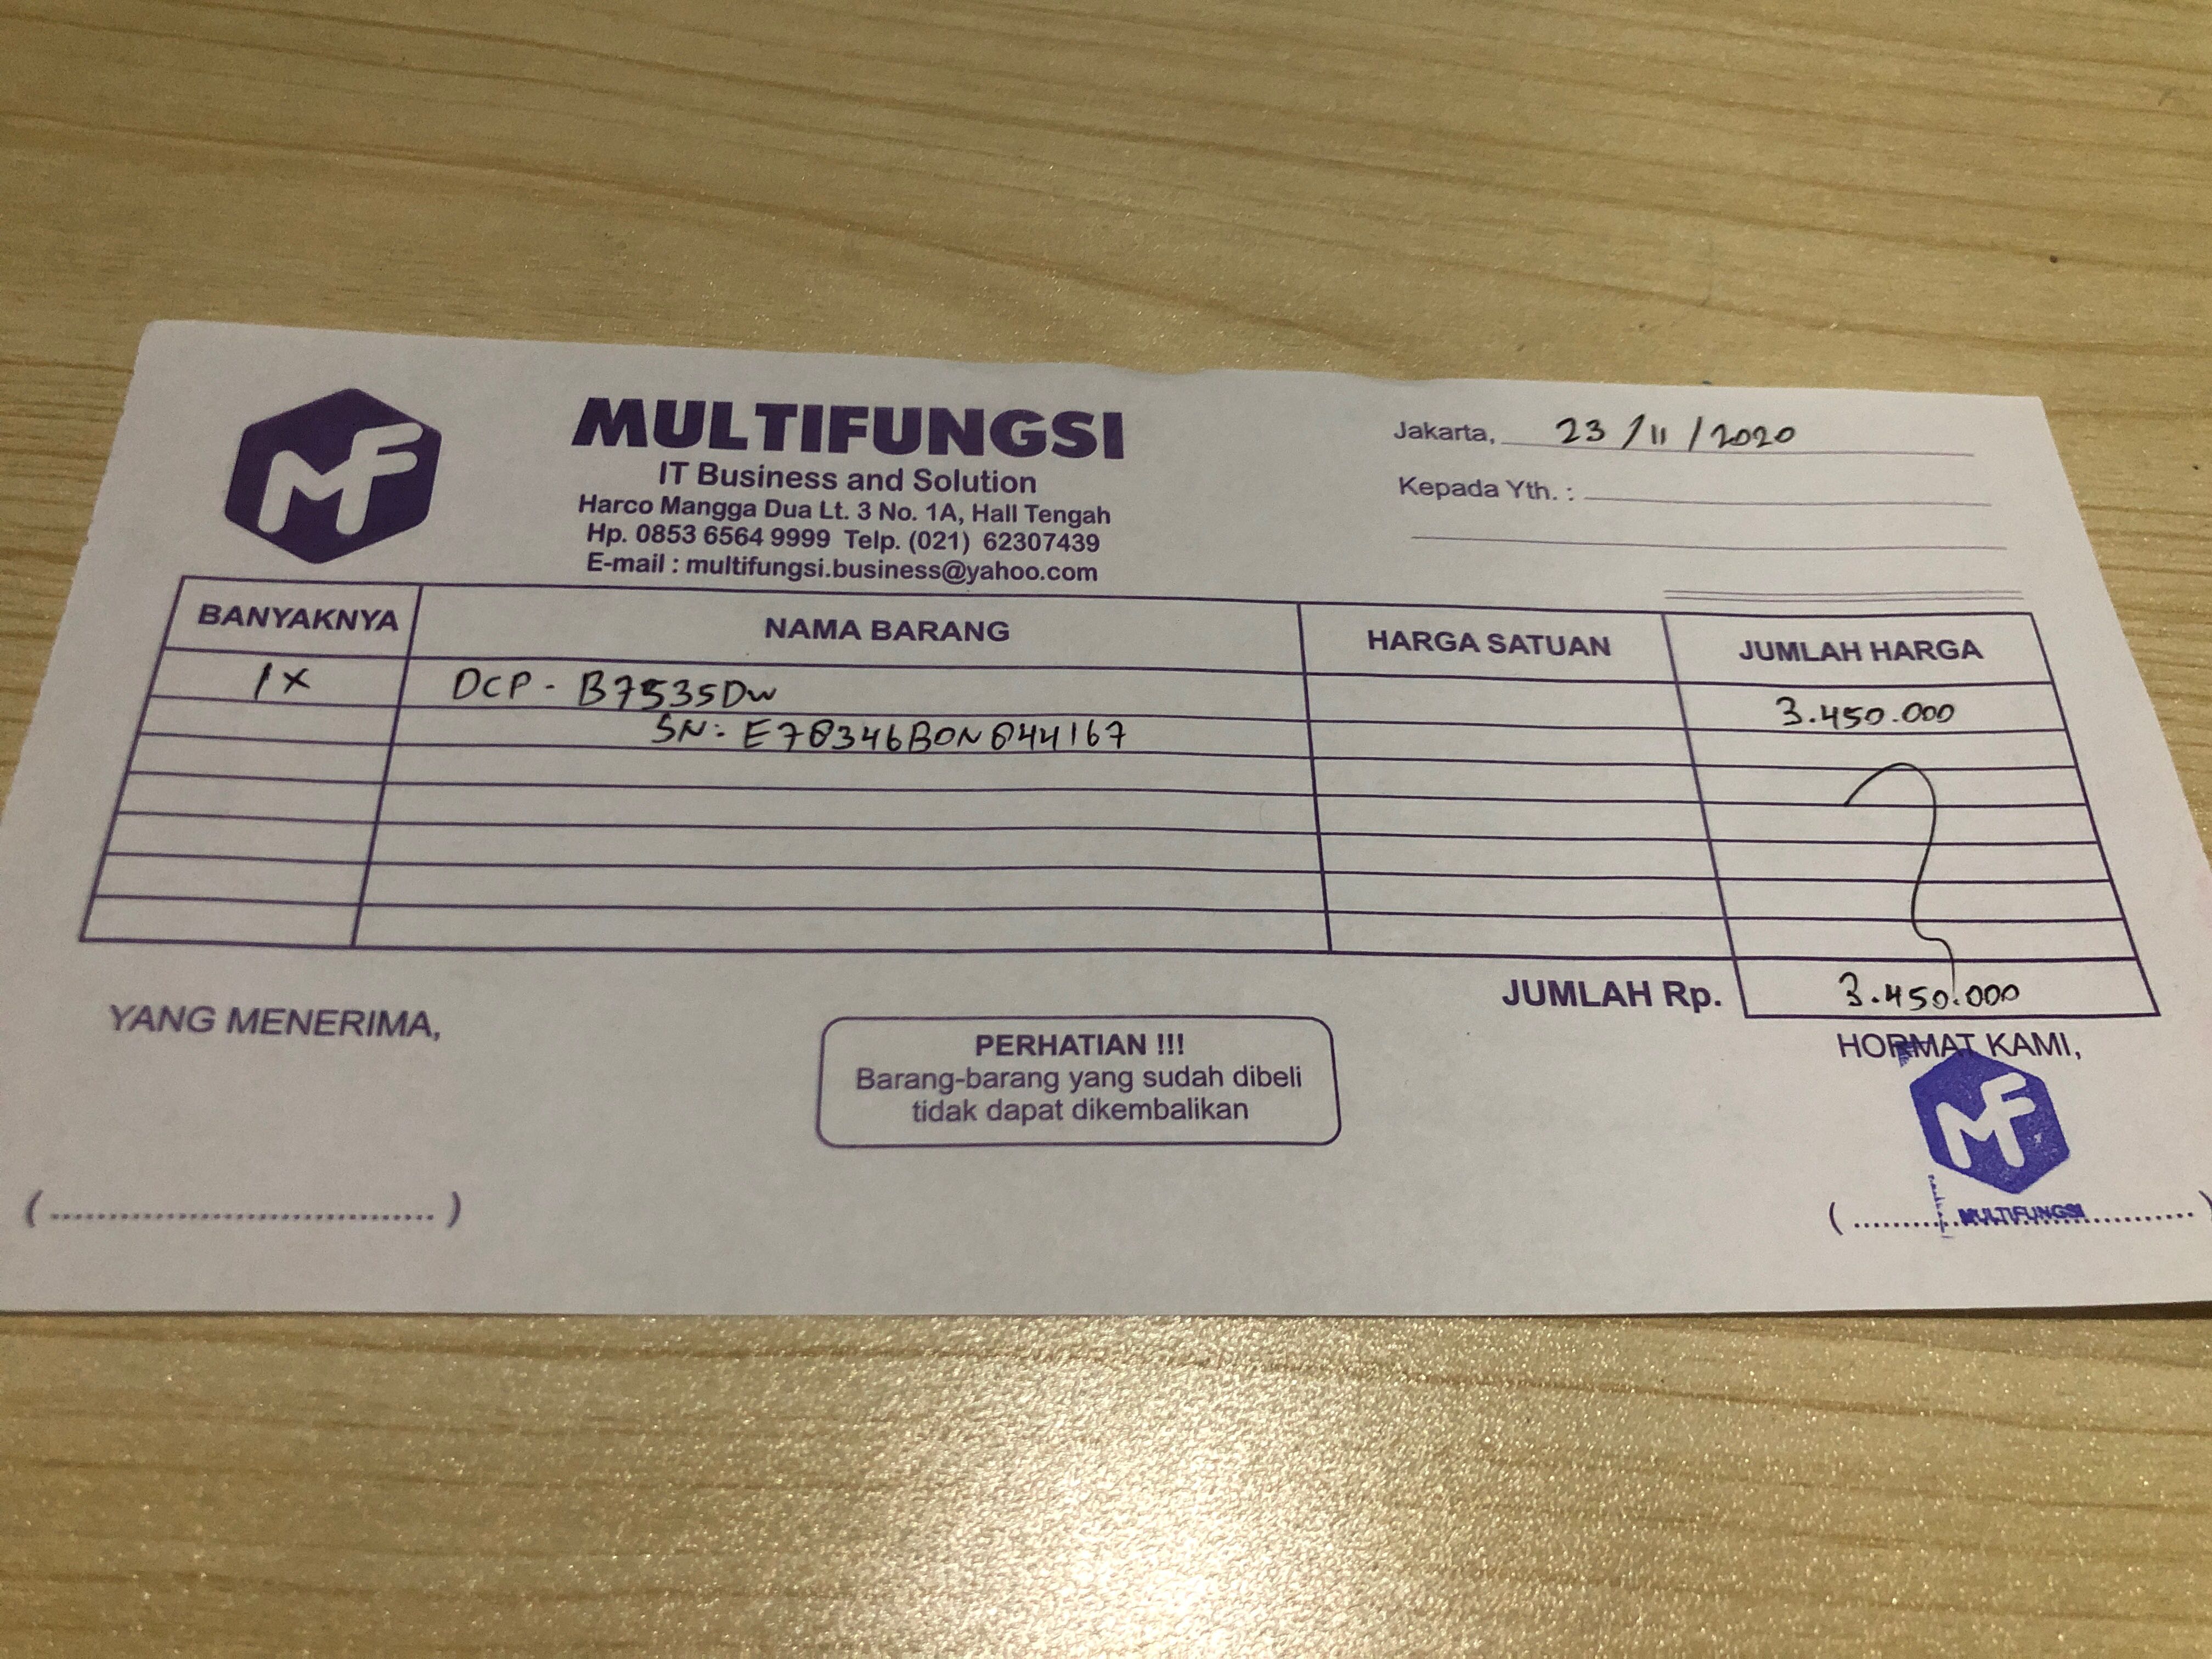 MF
MULTIFUNGSI
IT Business and Solution
Harco Mangga Dua Lt. 3 No. 1A, Hall Tengah
Hp. 0853 6564 9999 Telp. (021) 62307439
E-mail : multifungsi.business@yahoo.com
Jakarta, 23/11/2020
Kepada Yth. :
BANYAKNYA NAMA BARANG HARGA SATUAN JUMLAH HARGA
1x DCP - B7535DW 3.450.000
SN: E78346B0N844167
JUMLAH Rp. 3.450.000
YANG MENERIMA,
PERHATIAN !!!
Barang-barang yang sudah dibeli
tidak dapat dikembalikan
HORMAT KAMI,
MF
MULTIFUNGSI